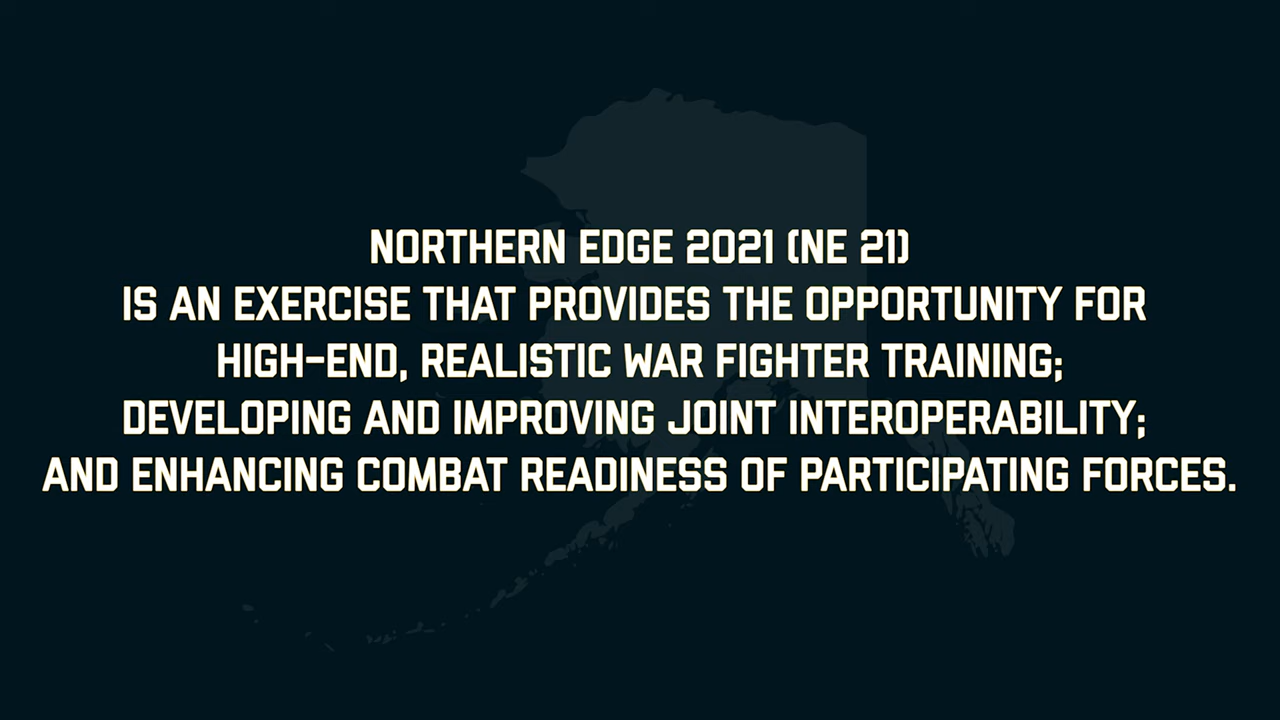 NORTHERN EDGE 2021 (NE 21)
IS AN EXERCISE THAT PROVIDES THE OPPORTUNITY FOR
HIGH-END, REALISTIC WAR FIGHTER TRAINING;
DEVELOPING AND IMPROVING JOINT INTEROPERABILITY;
AND ENHANCING COMBAT READINESS OF PARTICIPATING FORCES.